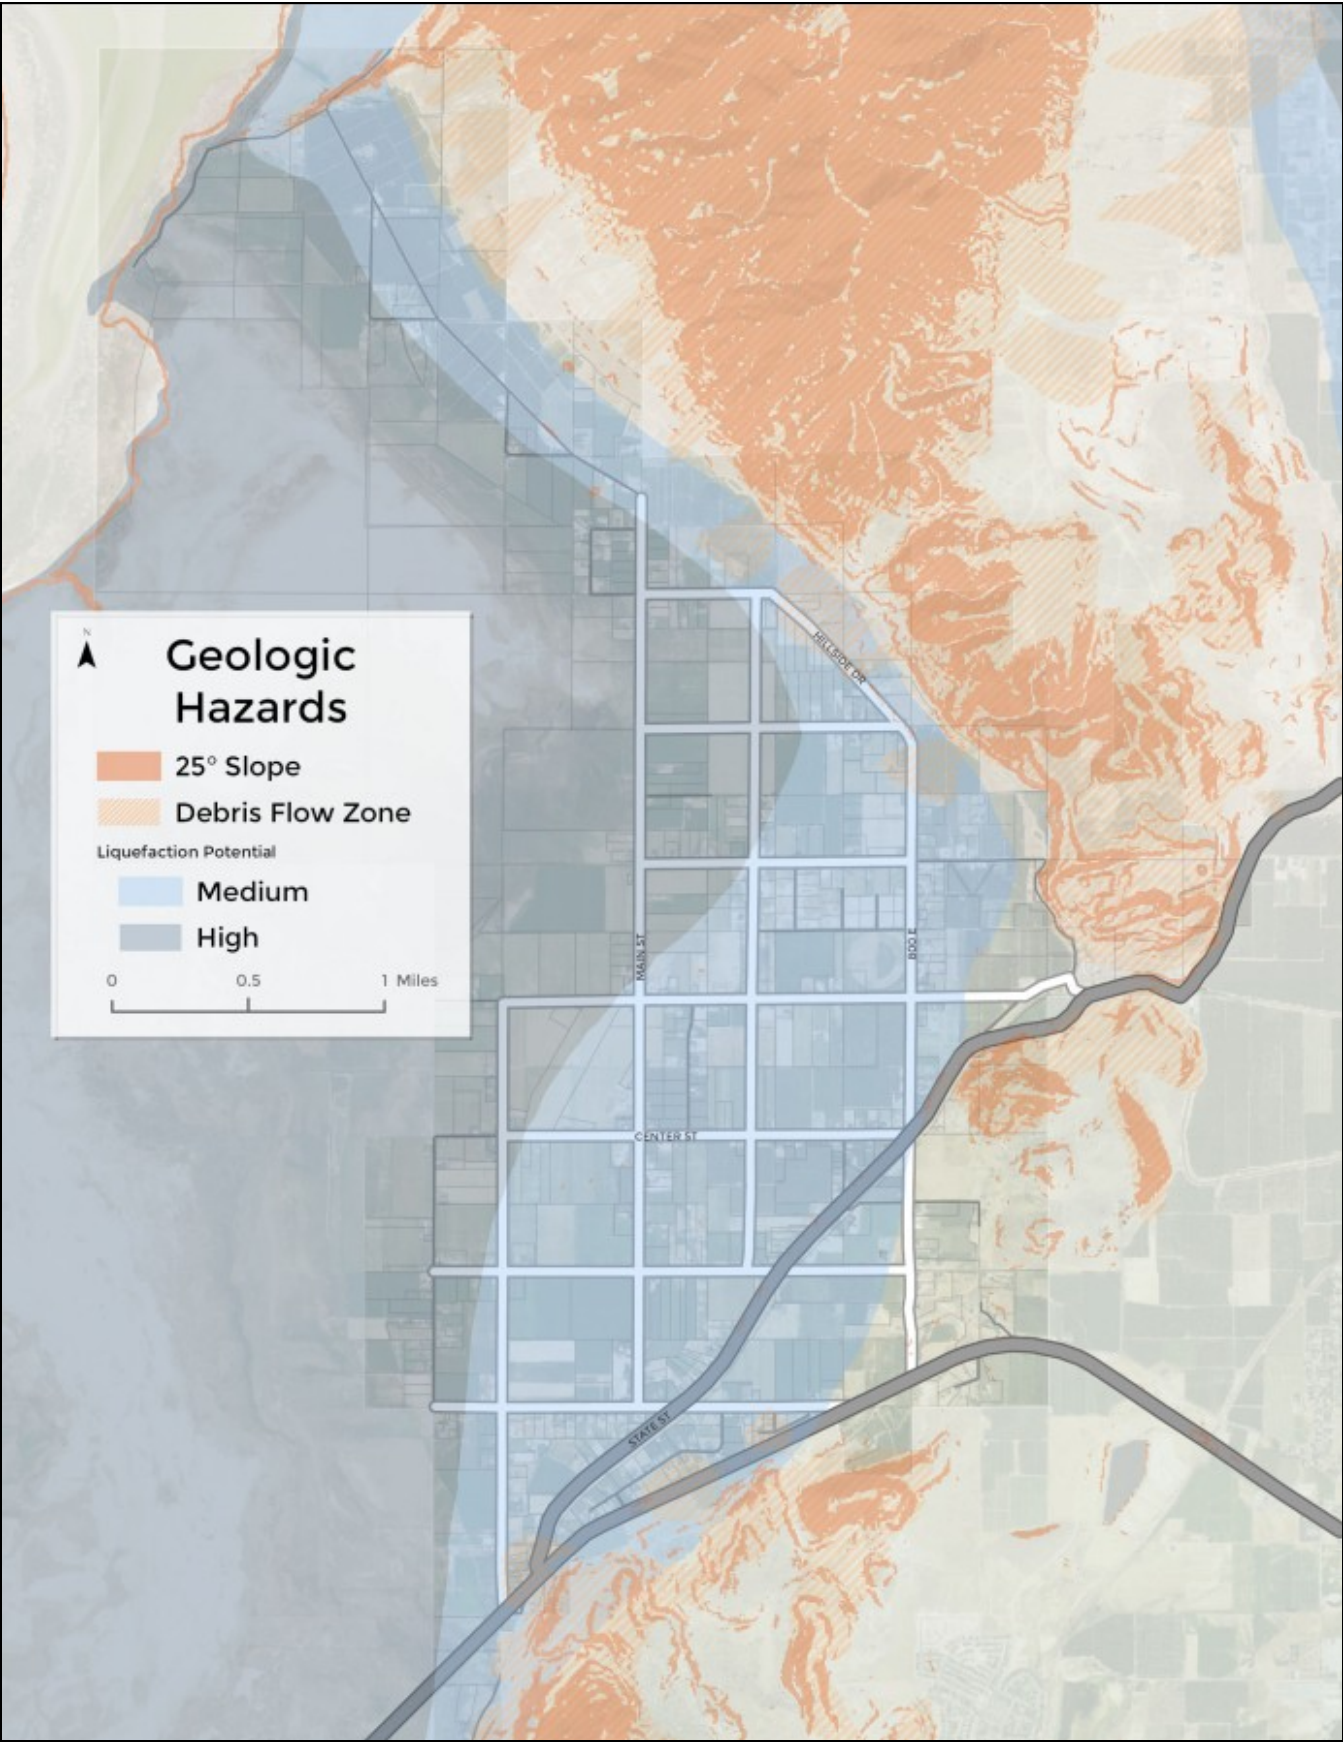 N
Geologic
Hazards
25° Slope
Debris Flow Zone
Liquefaction Potential
Medium
High
0 0.5 1 Miles
HILLSIDE DR
MAIN ST
800 E
CENTER ST
STATE ST